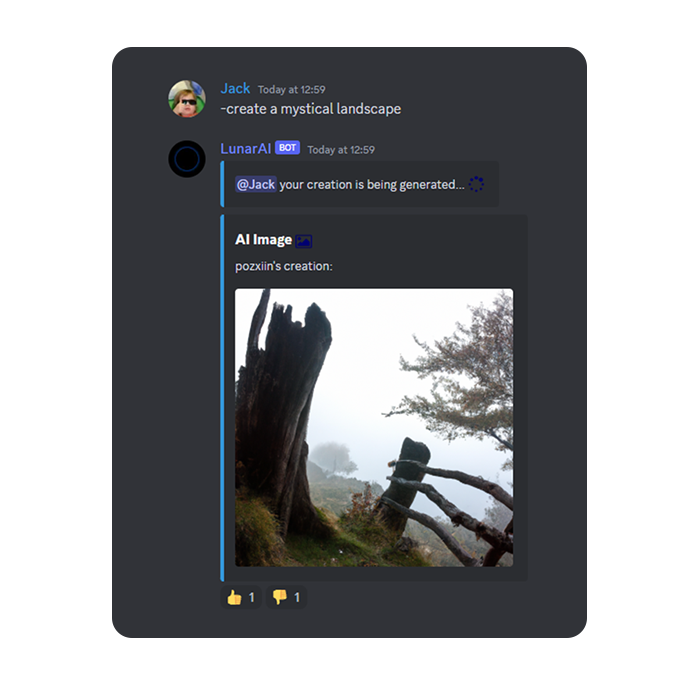 Jack Today at 12:59
-create a mystical landscape
LunarAI BOT Today at 12:59
@Jack your creation is being generated...
AI Image
pozxiin's creation:
👍 1 👎 1